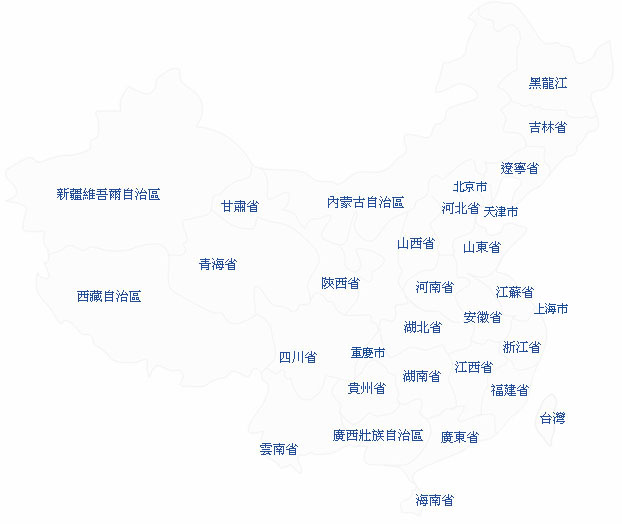 黑龍江
吉林省
遼寧省
北京市
新疆維吾爾自治區
內蒙古自治區
甘肅省
河北省
天津市
山西省
山東省
青海省
陝西省
河南省
江蘇省
西藏自治區
上海市
安徽省
湖北省
浙江省
重慶市
四川省
江西省
湖南省
貴州省
福建省
台灣
廣西壯族自治區
廣東省
雲南省
海南省